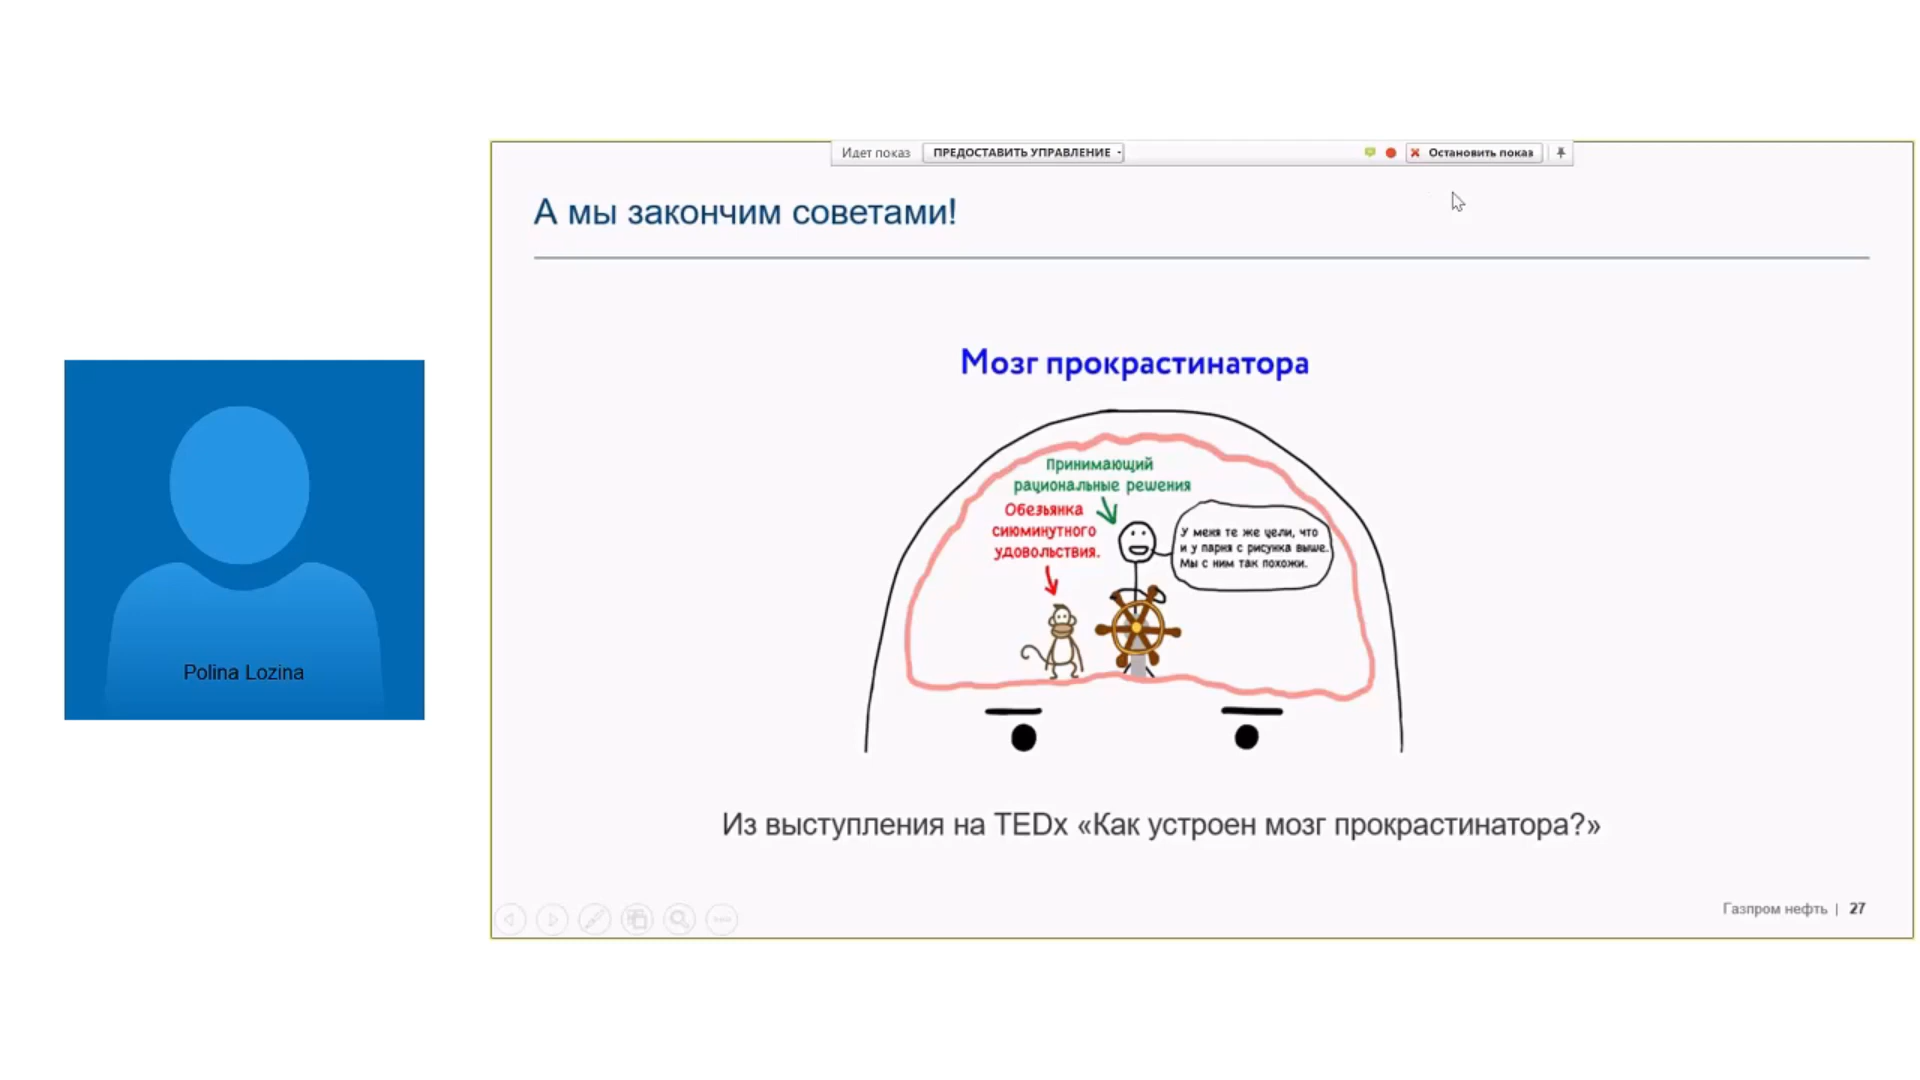 Идет показ
ПРЕДОСТАВИТЬ УПРАВЛЕНИЕ
Остановить показ
А мы закончим советами!
Мозг прокрастинатора
Принимающий
рациональные решения
Обезьянка
сиюминутного
удовольствия.
У меня те же цели, что
и у парня с рисунка выше.
Мы с ним так похожи.
Polina Lozina
Из выступления на TEDx «Как устроен мозг прокрастинатора?»
Газпром нефть | 27